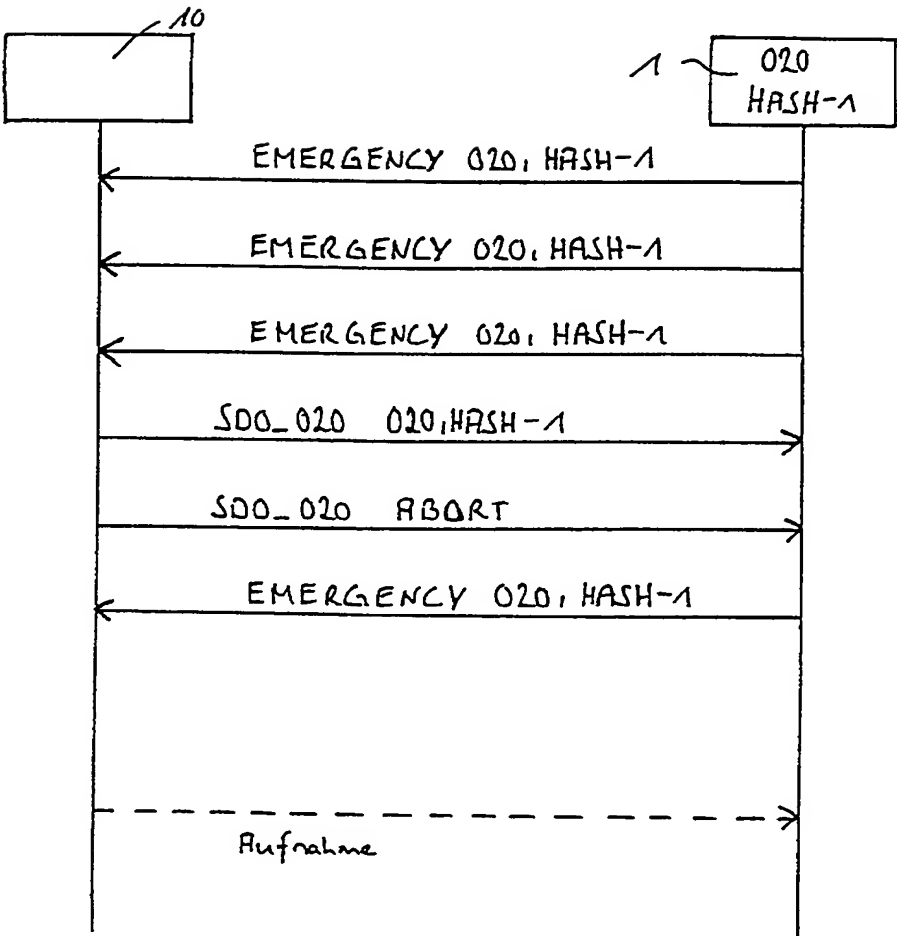 10
1
020
HASH-1
EMERGENCY 020, HASH-1
EMERGENCY 020, HASH-1
EMERGENCY 020, HASH-1
SDO_020 020,HASH-1
SDO_020 ABORT
EMERGENCY 020, HASH-1
Aufnahme